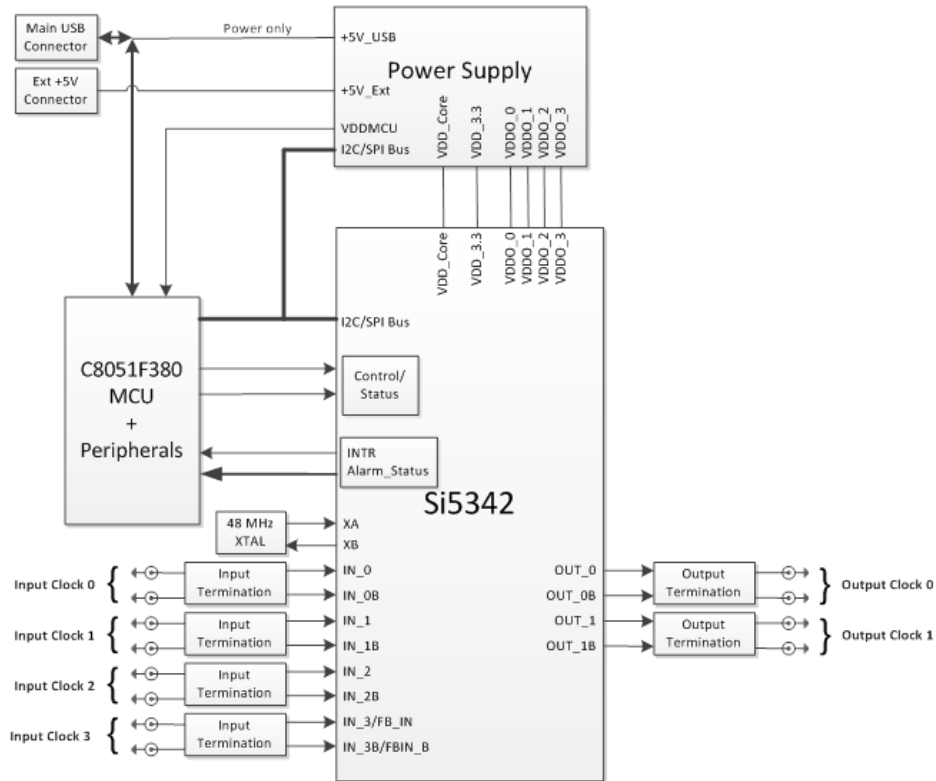 Main USB
Connector
Power only
+5V_USB
Power Supply
Ext +5V
Connector
+5V_Ext
VDDMCU
I2C/SPI Bus
VDD_Core
VDD_3.3
VDDO_0
VDDO_1
VDDO_2
VDDO_3
VDD_Core
VDD_3.3
VDDO_0
VDDO_1
VDDO_2
VDDO_3
I2C/SPI Bus
C8051F380
MCU
+
Peripherals
Control/
Status
INTR
Alarm_Status
Si5342
48 MHz
XTAL
XA
XB
Input Clock 0
Input
Termination
IN_0
IN_0B
Input Clock 1
Input
Termination
IN_1
IN_1B
Input Clock 2
Input
Termination
IN_2
IN_2B
Input Clock 3
Input
Termination
IN_3/FB_IN
IN_3B/FBIN_B
OUT_0
OUT_0B
Output
Termination
Output Clock 0
OUT_1
OUT_1B
Output
Termination
Output Clock 1